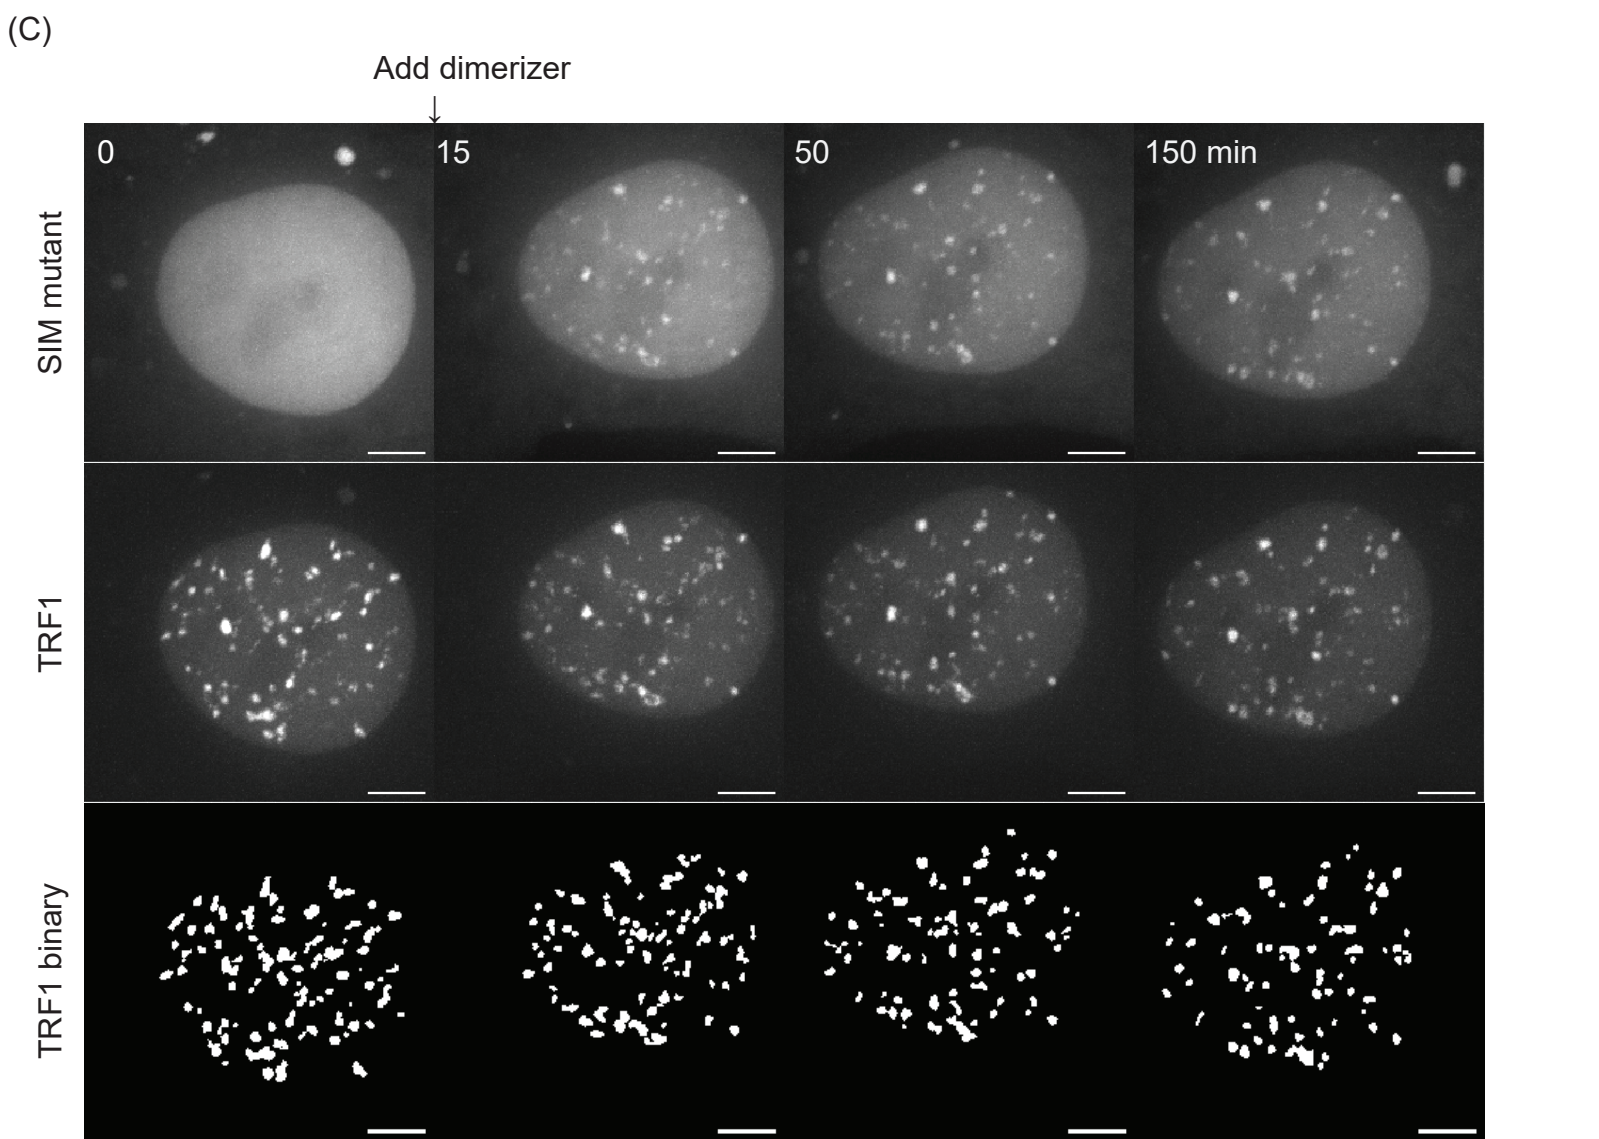 (C)
Add dimerizer
↓
0
15
50
150 min
SIM mutant
TRF1
TRF1 binary